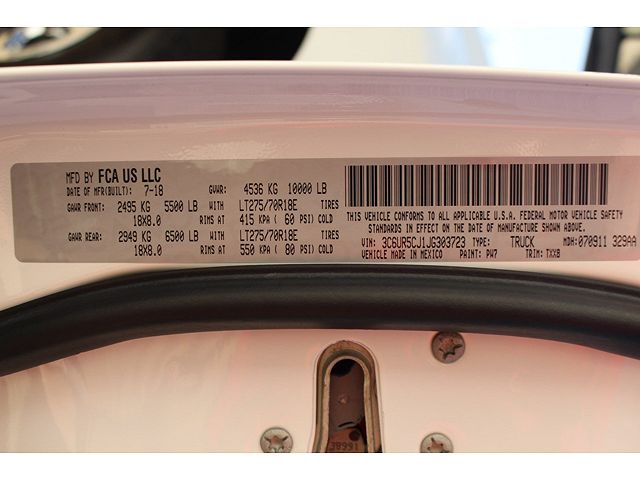 MFD BY FCA US LLC
DATE OF MFR(BUILT): 7-18 GVWR: 4536 KG 10000 LB
GAWR FRONT: 2495 KG 5500 LB WITH LT275/70R18E TIRES
18X8.0 RIMS AT 415 KPA ( 60 PSI) COLD
GAWR REAR: 2949 KG 6500 LB WITH LT275/70R18E TIRES
18X8.0 RIMS AT 550 KPA ( 80 PSI) COLD
THIS VEHICLE CONFORMS TO ALL APPLICABLE U.S.A. FEDERAL MOTOR VEHICLE SAFETY
STANDARDS IN EFFECT ON THE DATE OF MANUFACTURE SHOWN ABOVE.
VIN: 3C6UR5CJ1JG303723 TYPE: TRUCK MDH:070911 329AA
VEHICLE MADE IN MEXICO PAINT: PW7 TRIM: TXX8